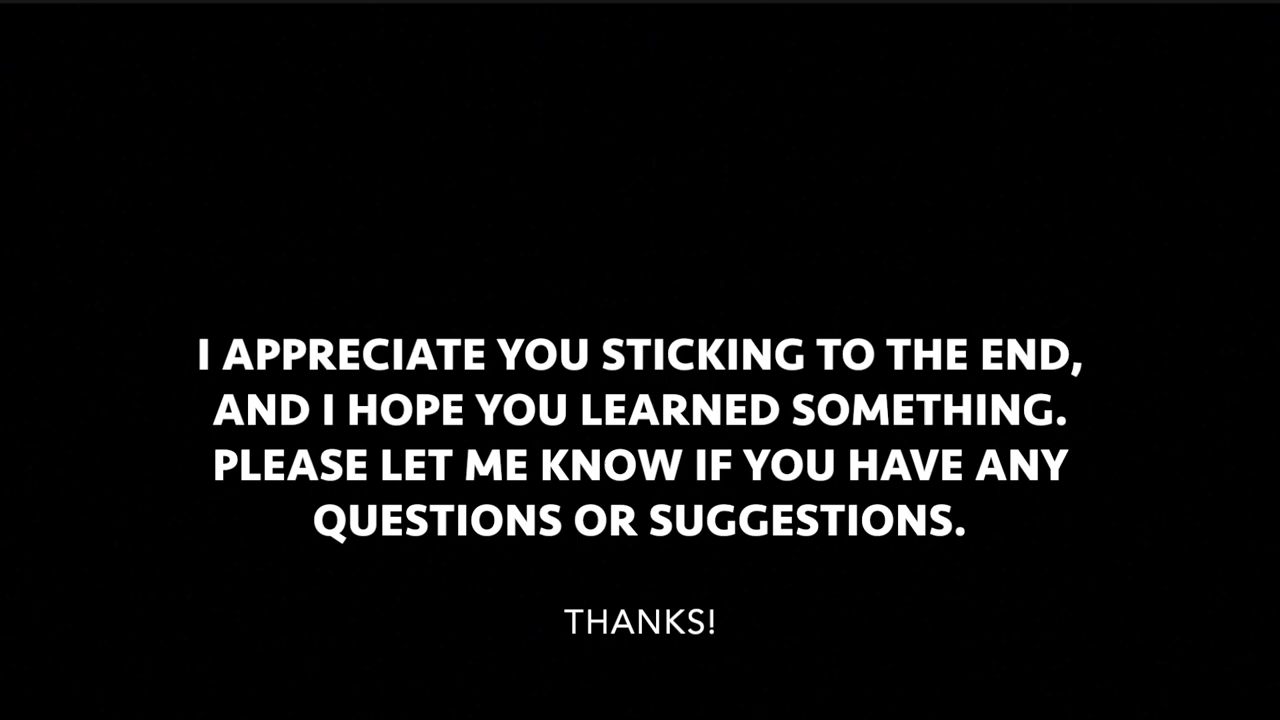 I APPRECIATE YOU STICKING TO THE END,
AND I HOPE YOU LEARNED SOMETHING.
PLEASE LET ME KNOW IF YOU HAVE ANY
QUESTIONS OR SUGGESTIONS.
THANKS!